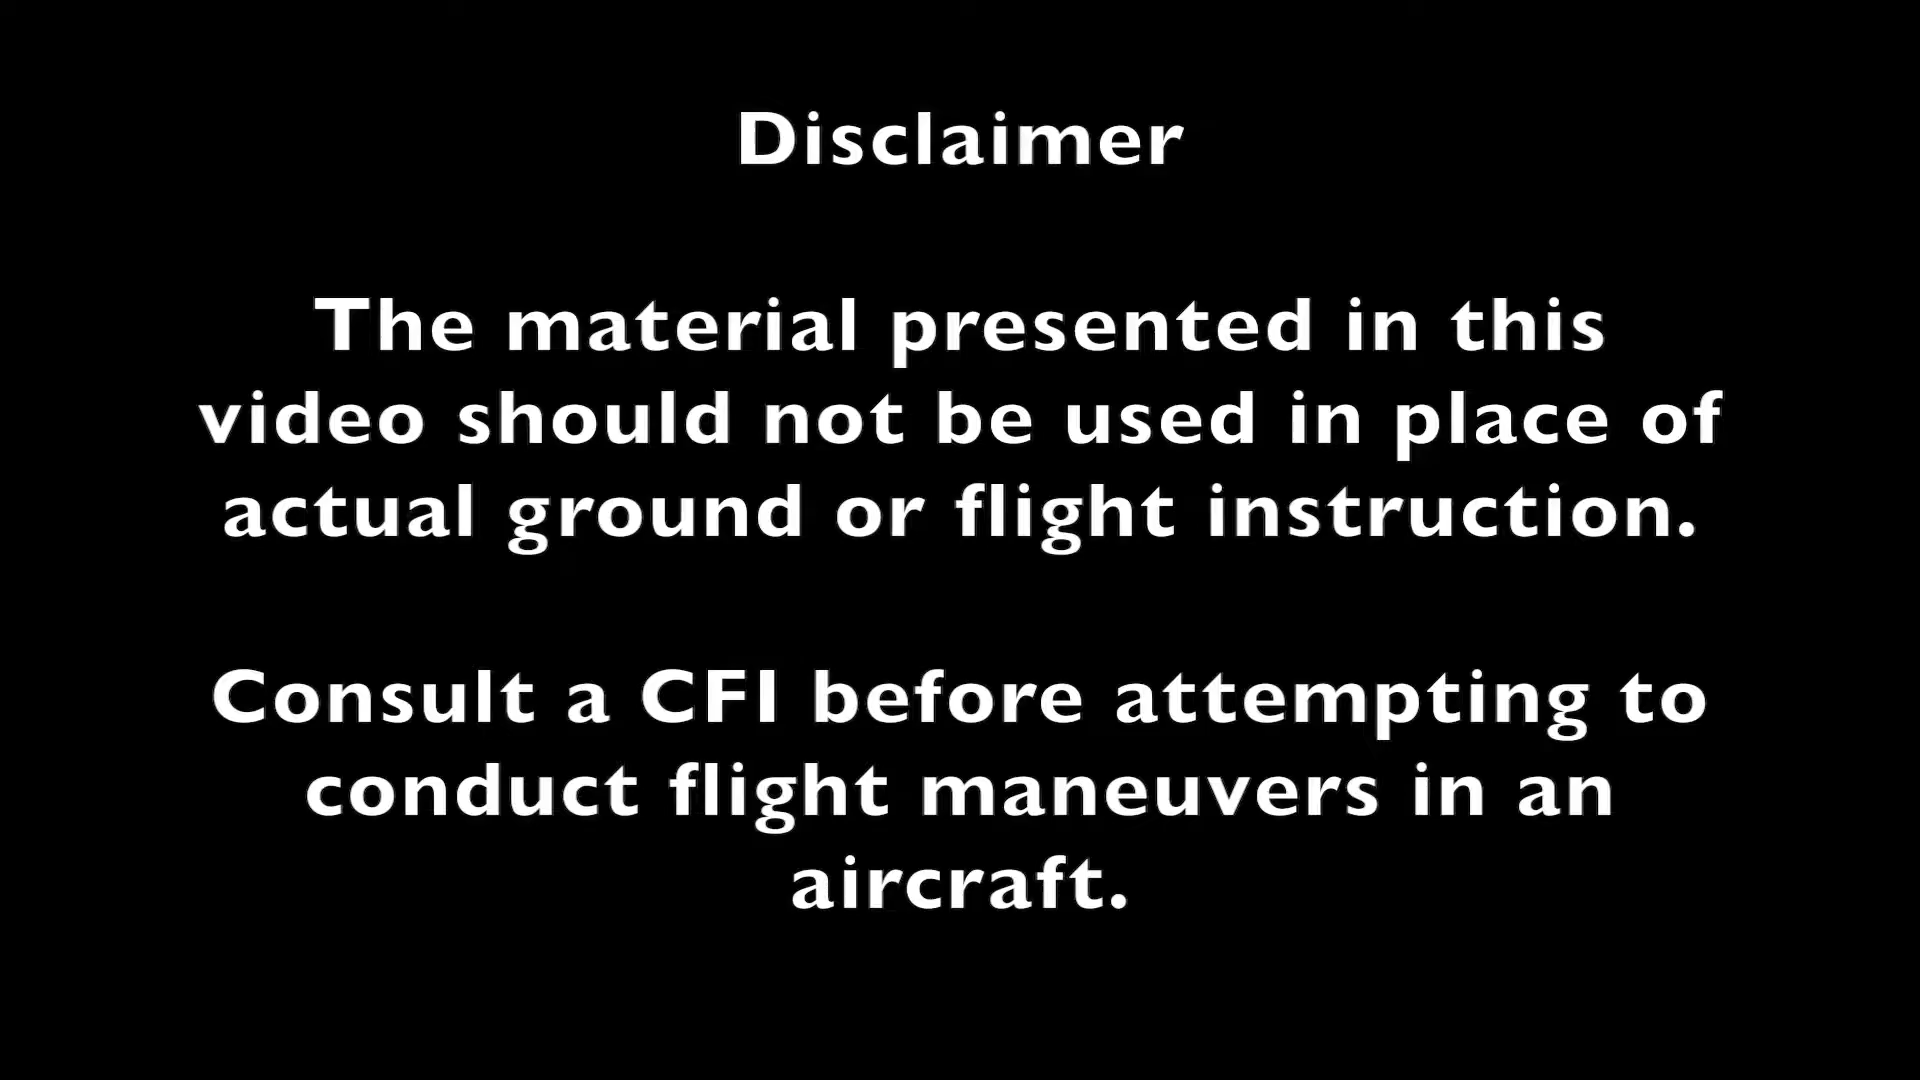 Disclaimer
The material presented in this
video should not be used in place of
actual ground or flight instruction.
Consult a CFI before attempting to
conduct flight maneuvers in an
aircraft.